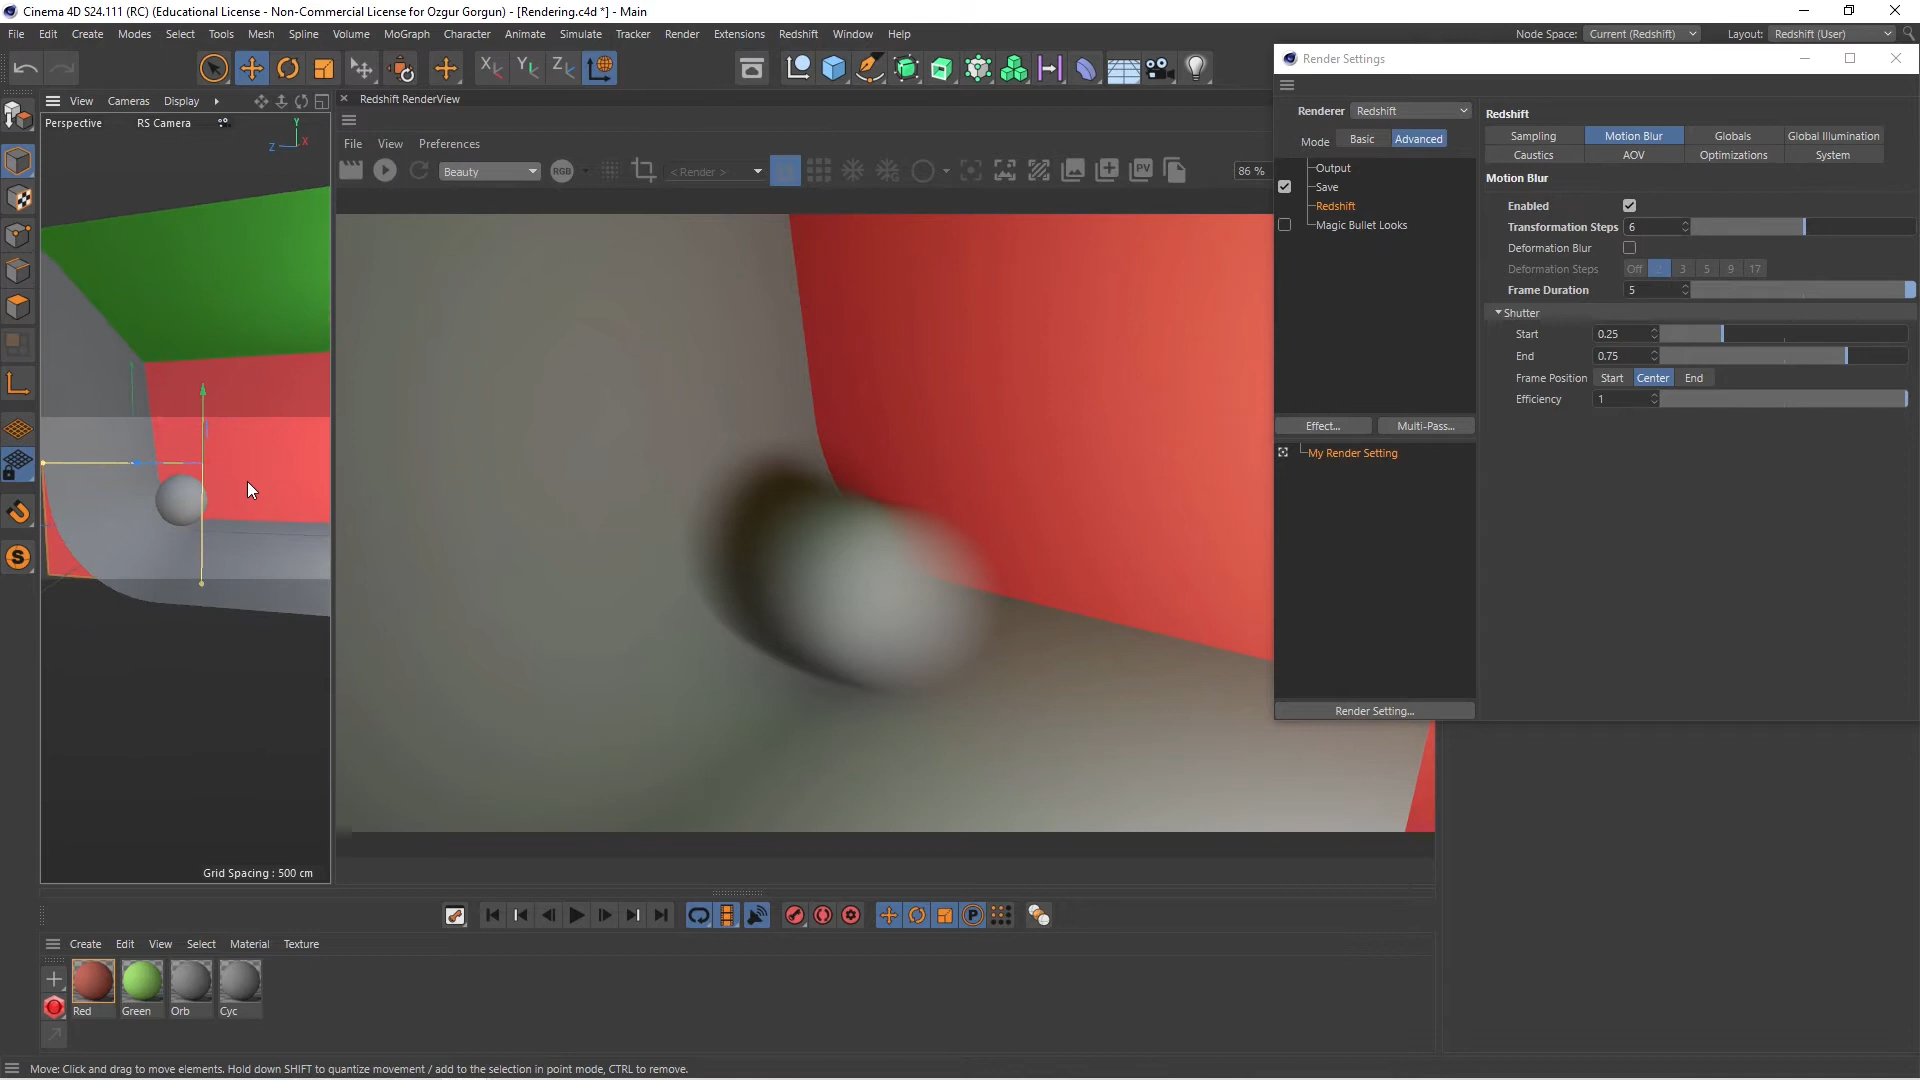 Cinema 4D S24.111 (RC) (Educational License - Non-Commercial License for Ozgur Gorgun) - [Rendering.c4d *] - Main
File Edit Create Modes Select Tools Mesh Spline Volume MoGraph Character Animate Simulate Tracker Render Extensions Redshift Window Help Node Space: Current (Redshift) Layout: Redshift (User)
Render Settings
View Cameras Display
Redshift RenderView
Perspective RS Camera
Y
X
Z
File View Preferences
Beauty
RGB
< Render >
PV
86 %
Renderer Redshift
Mode Basic Advanced
Output
Save
Redshift
Magic Bullet Looks
Effect... Multi-Pass...
My Render Setting
Render Setting...
Redshift
Sampling Motion Blur Globals Global Illumination
Caustics AOV Optimizations System
Motion Blur
Enabled
Transformation Steps 6
Deformation Blur
Deformation Steps Off 2 3 5 9 17
Frame Duration 5
Shutter
Start 0.25
End 0.75
Frame Position Start Center End
Efficiency 1
Grid Spacing : 500 cm
Create Edit View Select Material Texture
Red Green Orb Cyc
Move: Click and drag to move elements. Hold down SHIFT to quantize movement / add to the selection in point mode, CTRL to remove.